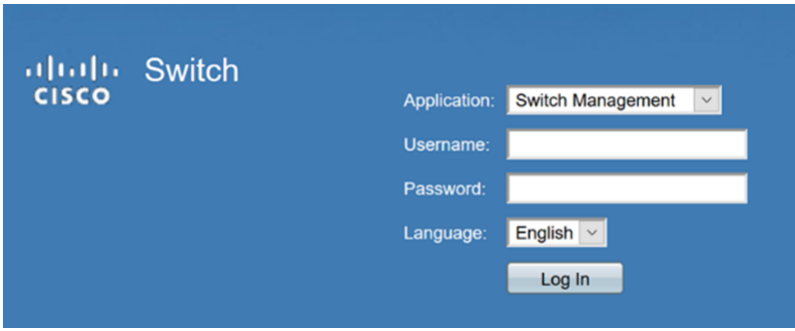 Switch
CISCO
Application: Switch Management
Username:
Password:
Language: English
Log In